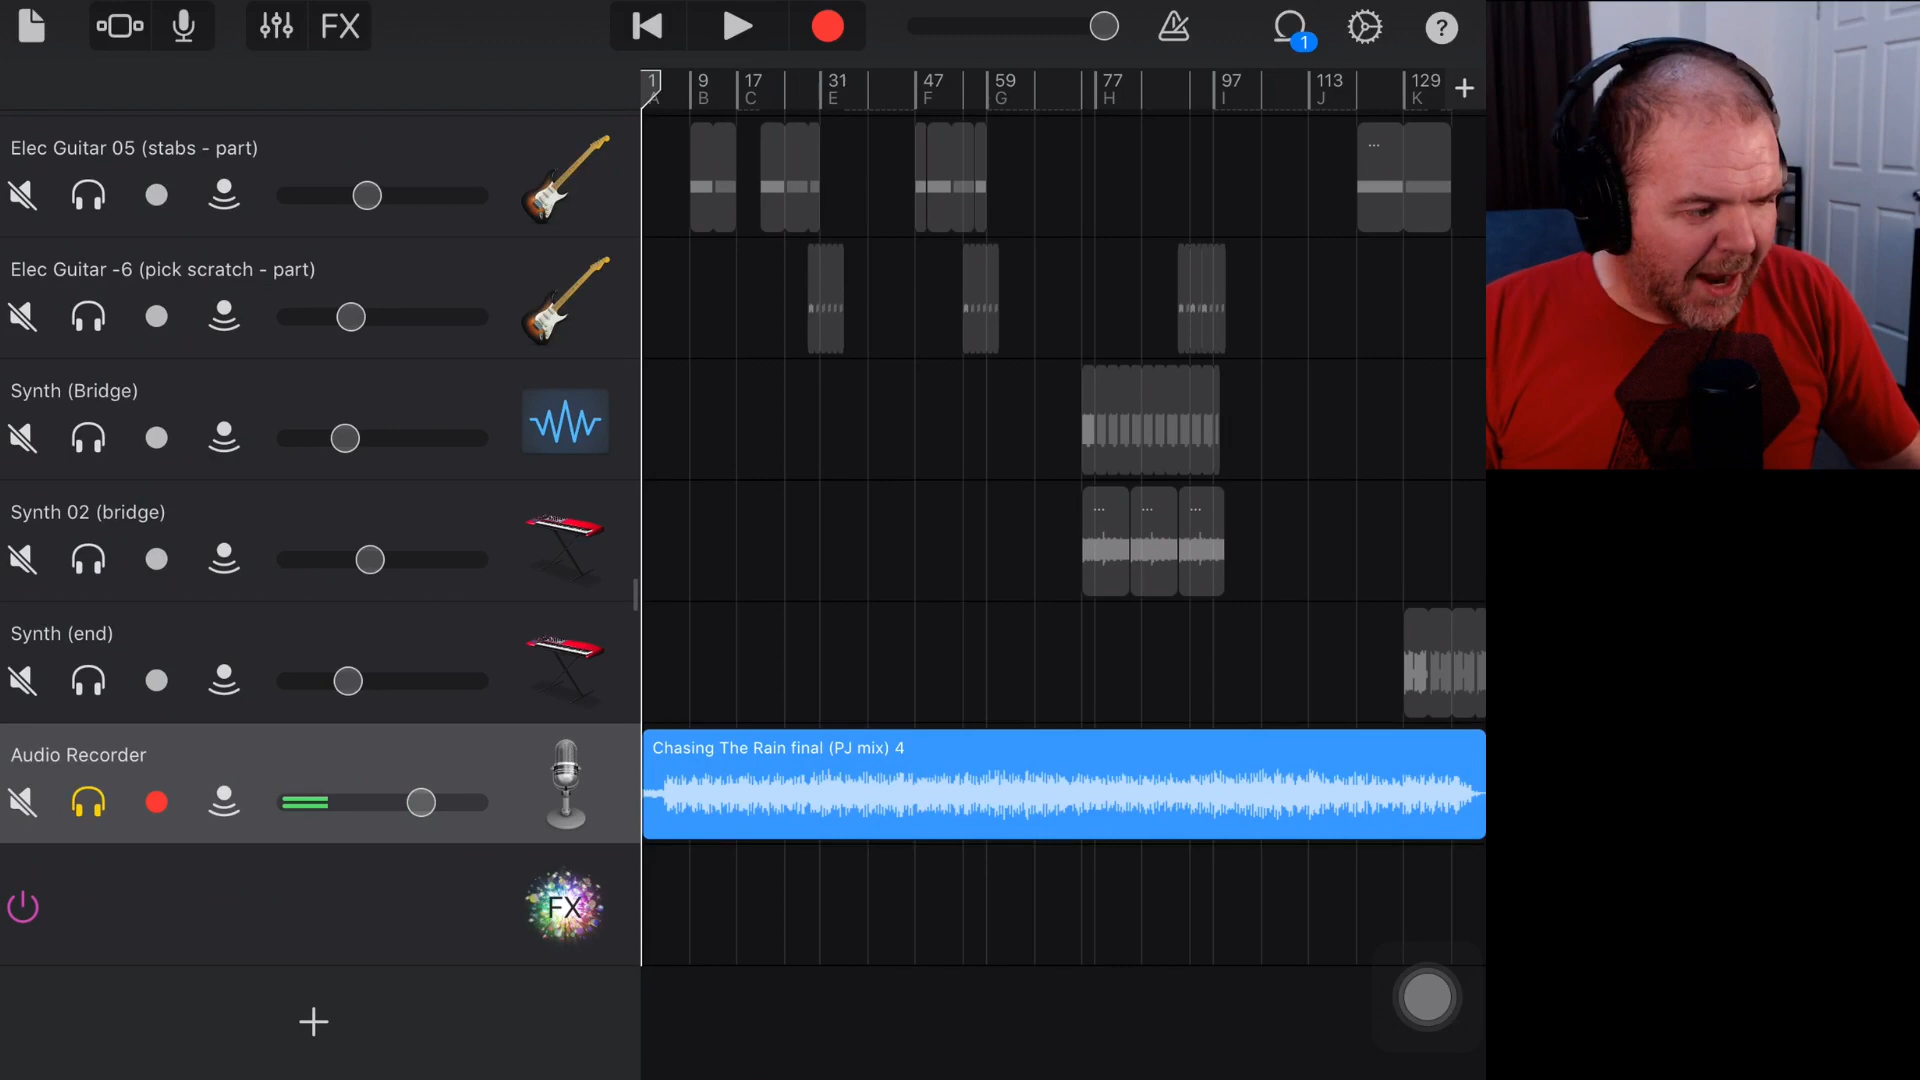 FX
1
?
1 9 17 31 47 59 77 97 113 129 +
A B C E F G H I J K
Elec Guitar 05 (stabs - part)
...
Elec Guitar -6 (pick scratch - part)
Synth (Bridge)
Synth 02 (bridge)
... ... ...
Synth (end)
Audio Recorder
Chasing The Rain final (PJ mix) 4
FX